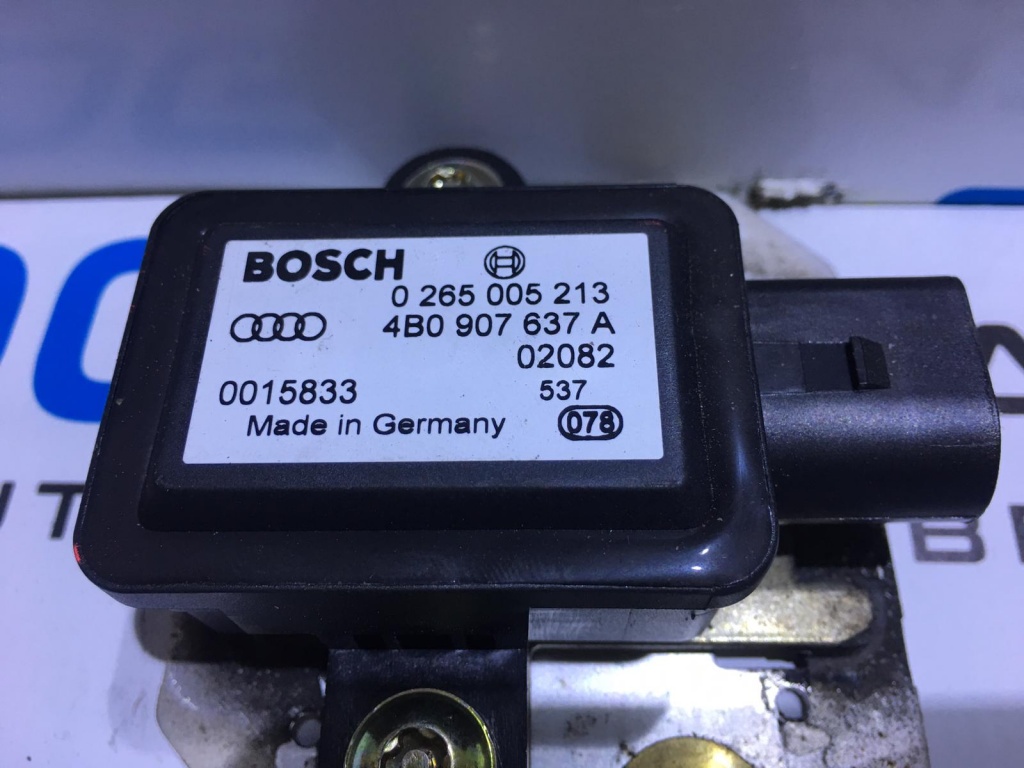 BOSCH
0 265 005 213
4B0 907 637 A
02082
0015833 537
Made in Germany 078